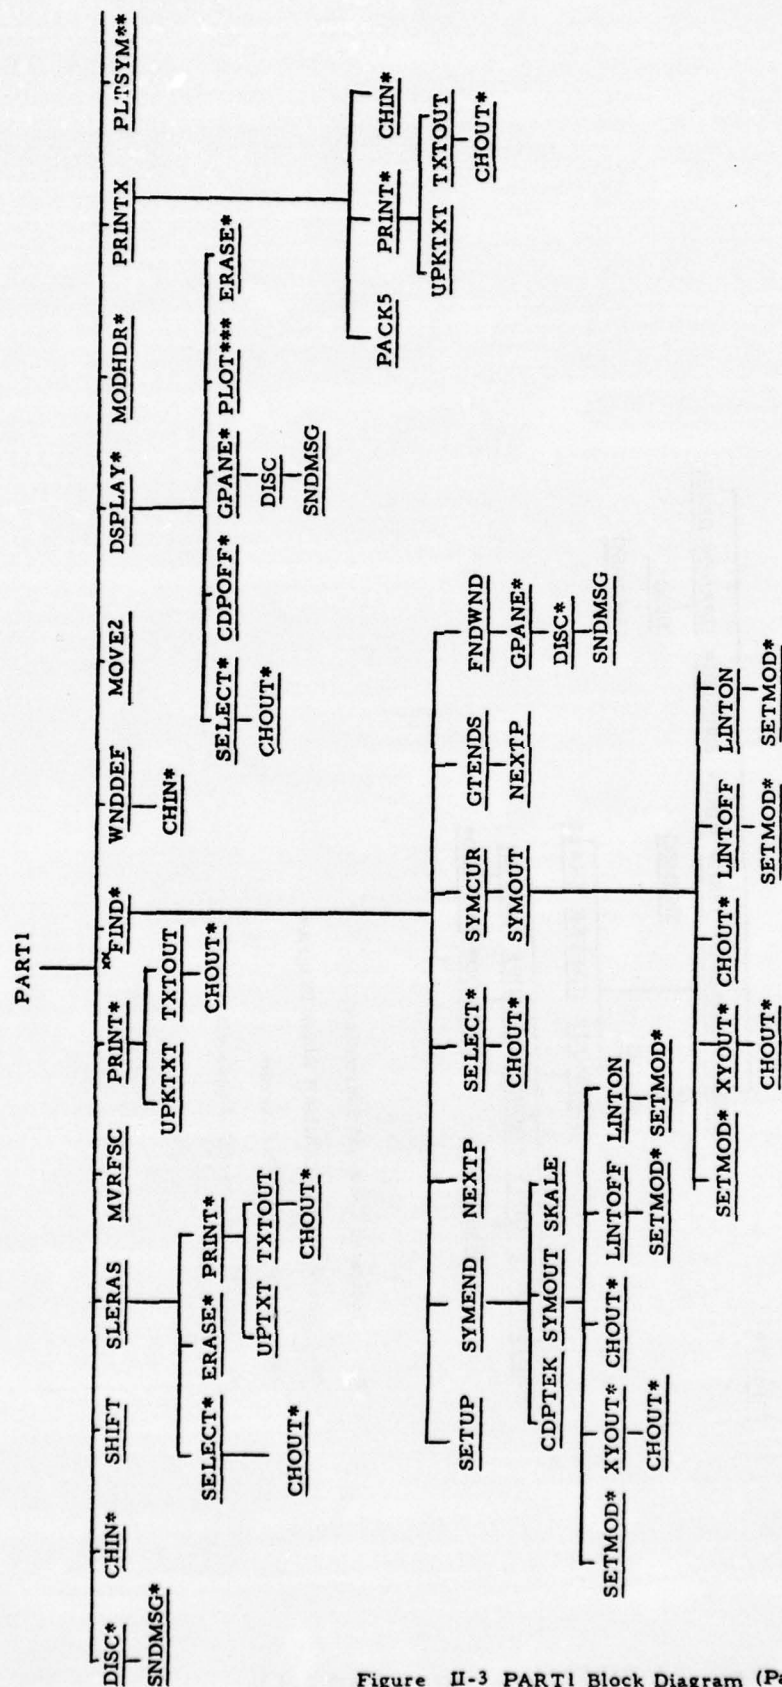 PART1
DISC* CHIN* SHIFT SLERAS MVRFSC PRINT* xx FIND* WNDDEF MOVE2 DSPLAY* MODHDR* PRINTX PLTSYM**
SNDMSG*
SELECT* ERASE* PRINT*
CHOUT*
UPTXT TXTOUT
CHOUT*
UPKTXT TXTOUT
CHOUT*
CHIN*
SELECT* CDPOFF* GPANE* PLOT*** ERASE*
CHOUT*
DISC
SNDMSG
PACK5 PRINT* CHIN*
UPKTXT TXTOUT
CHOUT*
SETUP SYMEND NEXTP SELECT* SYMCUR GTENDS FNDWND
CHOUT*
SYMOUT
NEXTP
GPANE*
DISC*
SNDMSG
CDPTEK SYMOUT SKALE
SETMOD* XYOUT* CHOUT* LINTOFF LINTON
CHOUT*
SETMOD*
SETMOD*
SETMOD* XYOUT* CHOUT* LINTOFF LINTON
CHOUT*
SETMOD*
SETMOD*
Figure II-3 PART1 Block Diagram (Pa